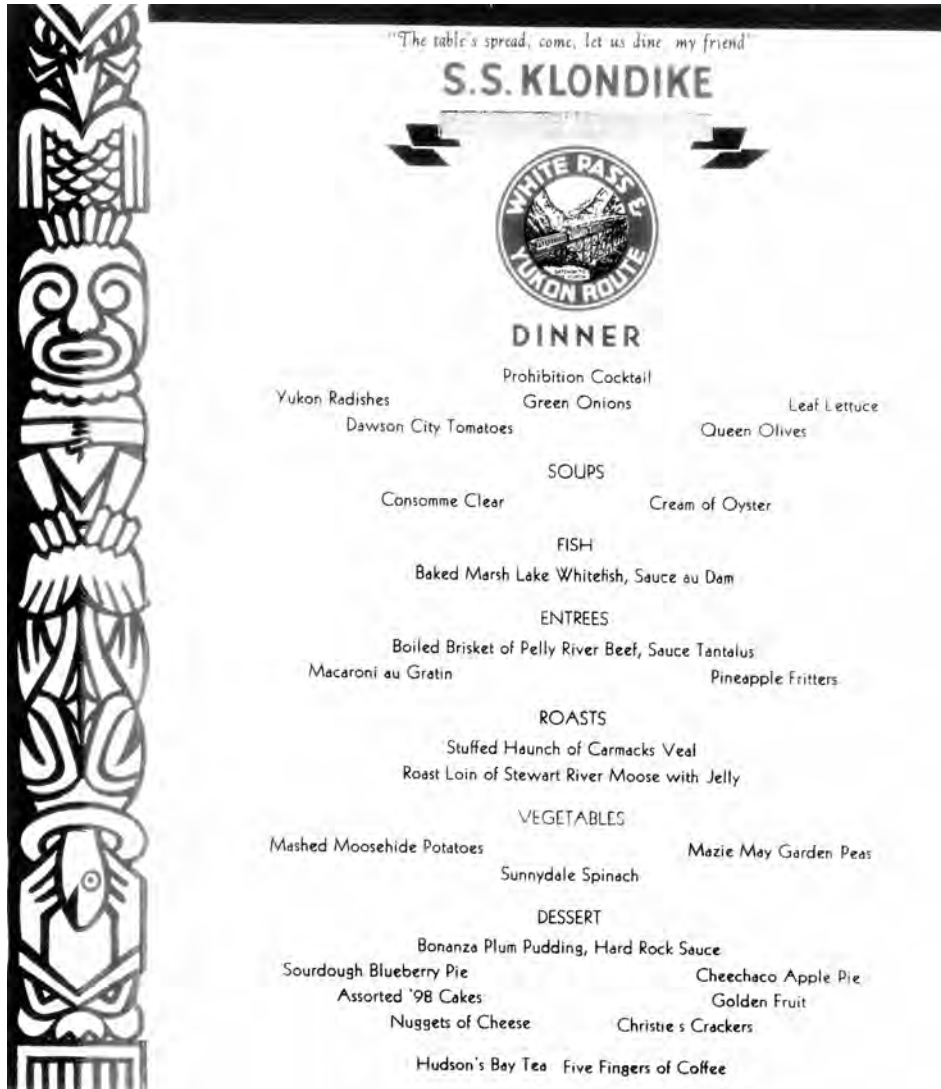 "The table's spread, come, let us dine my friend"
S.S. KLONDIKE
WHITE PASS &
YUKON ROUTE
DINNER
Prohibition Cocktail
Yukon Radishes Green Onions Leaf Lettuce
Dawson City Tomatoes Queen Olives
SOUPS
Consomme Clear Cream of Oyster
FISH
Baked Marsh Lake Whitefish, Sauce au Dam
ENTREES
Boiled Brisket of Pelly River Beef, Sauce Tantalus
Macaroni au Gratin Pineapple Fritters
ROASTS
Stuffed Haunch of Carmacks Veal
Roast Loin of Stewart River Moose with Jelly
VEGETABLES
Mashed Moosehide Potatoes Mazie May Garden Peas
Sunnydale Spinach
DESSERT
Bonanza Plum Pudding, Hard Rock Sauce
Sourdough Blueberry Pie Cheechaco Apple Pie
Assorted '98 Cakes Golden Fruit
Nuggets of Cheese Christie s Crackers
Hudson's Bay Tea Five Fingers of Coffee